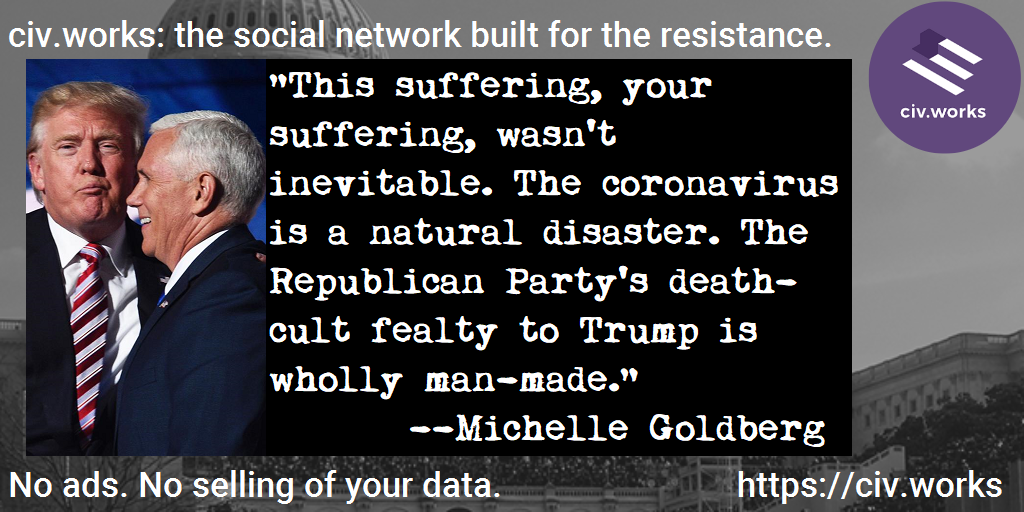 civ.works: the social network built for the resistance.
civ.works
"This suffering, your
suffering, wasn't
inevitable. The coronavirus
is a natural disaster. The
Republican Party's death-
cult fealty to Trump is
wholly man-made."
--Michelle Goldberg
No ads. No selling of your data.
https://civ.works